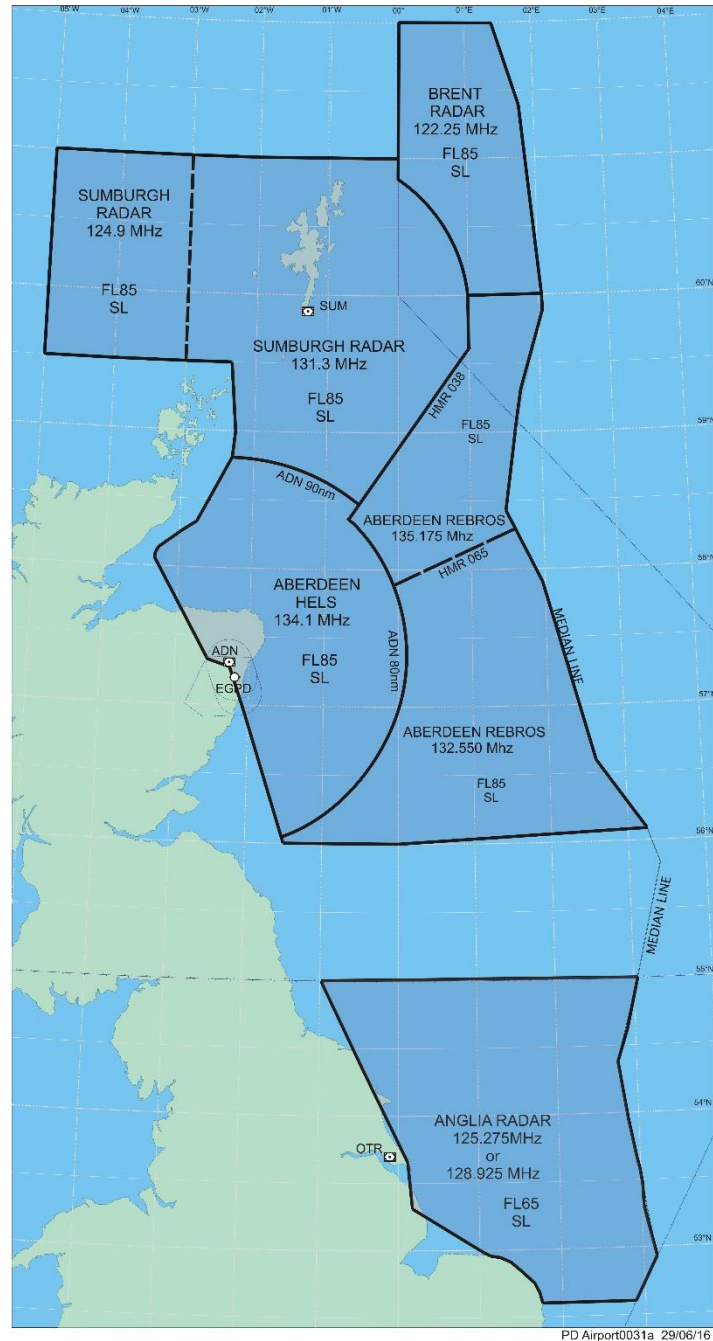 05°W
04°W
03°W
02°W
01°W
00°
01°E
02°E
03°E
04°E
BRENT
RADAR
122.25 MHz
FL85
SL
SUMBURGH
RADAR
124.9 MHz
FL85
SL
60°N
SUM
SUMBURGH RADAR
131.3 MHz
FL85
SL
HMR 038
59°N
FL85
SL
ADN 90nm
ABERDEEN REBROS
135.175 Mhz
HMR 065
58°N
ABERDEEN
HELS
134.1 MHz
FL85
SL
ADN 80nm
MEDIAN LINE
ADN
EGPD
57°N
ABERDEEN REBROS
132.550 Mhz
FL85
SL
56°N
MEDIAN LINE
55°N
54°N
ANGLIA RADAR
125.275MHz
or
128.925 MHz
FL65
SL
OTR
53°N
PD Airport0031a 29/06/16